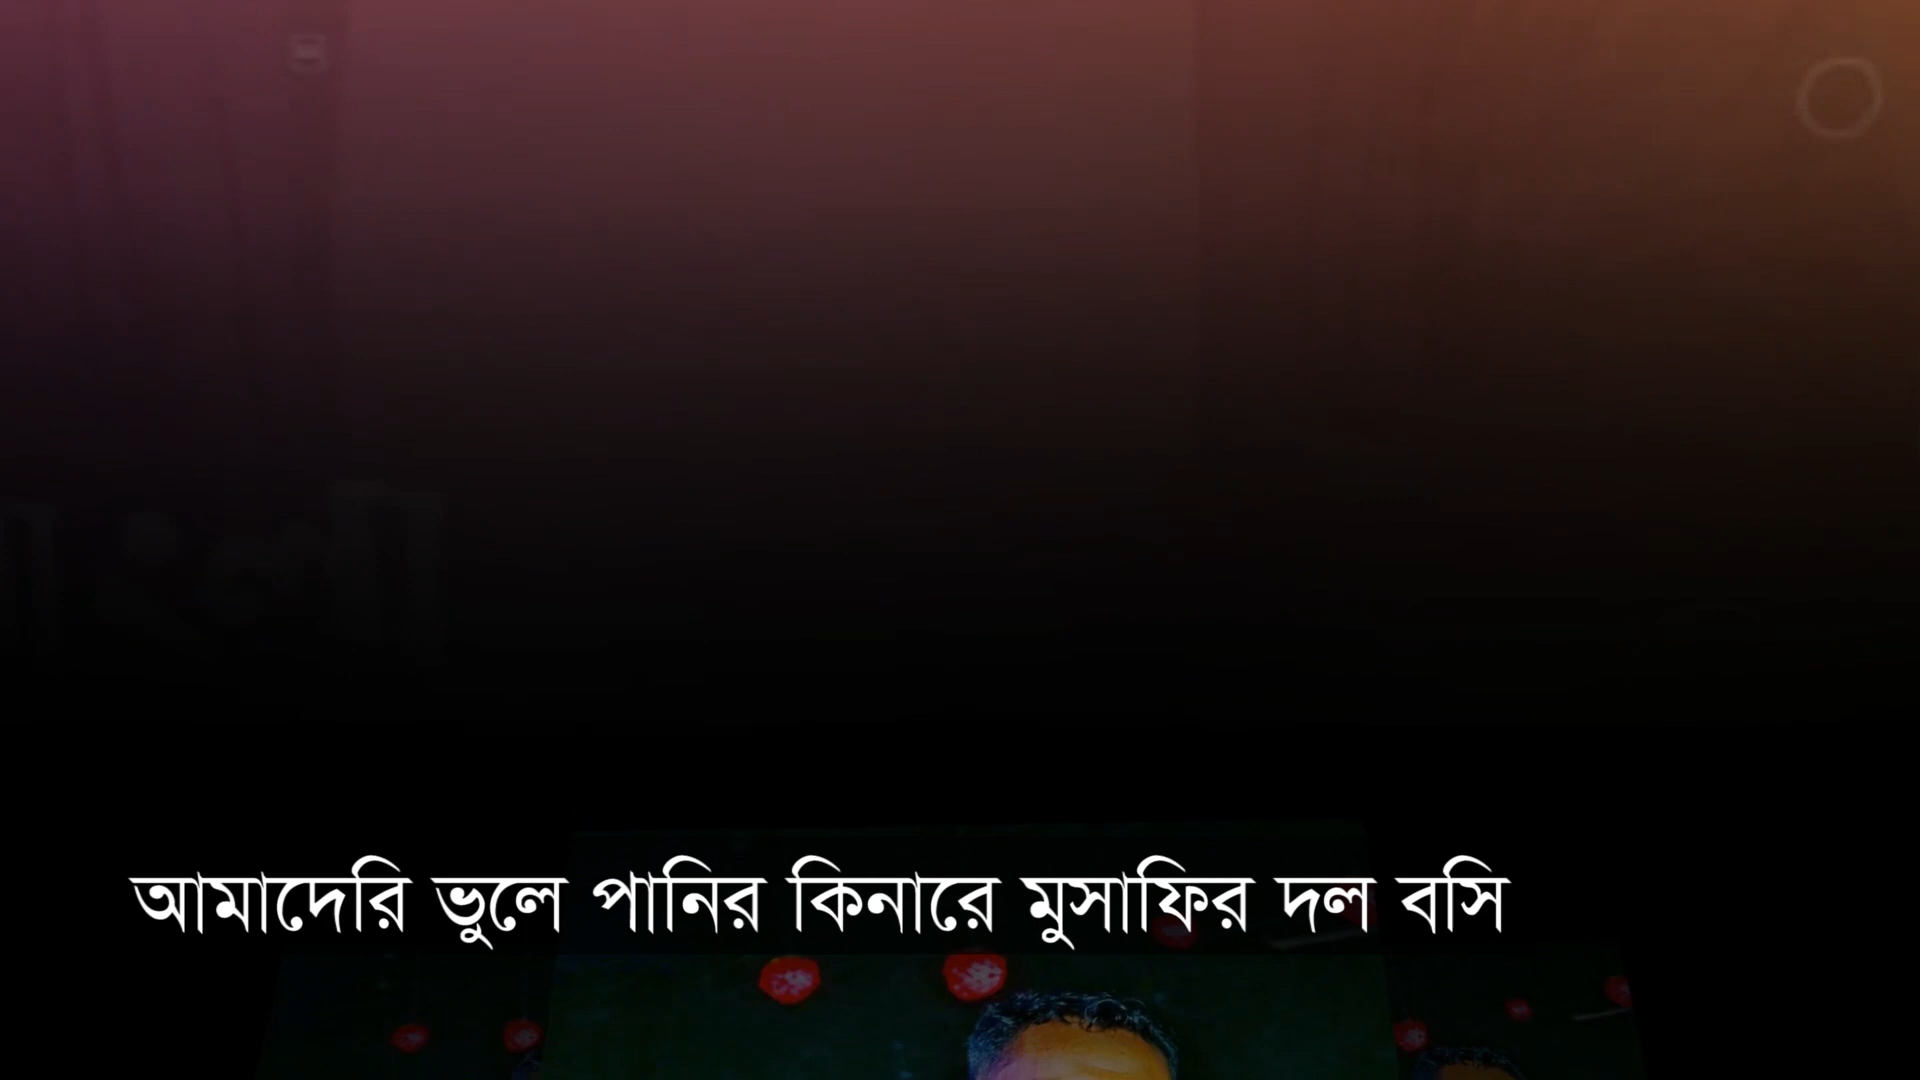 আমাদেরি ভুলে পানির কিনারে মুসাফির দল বসি